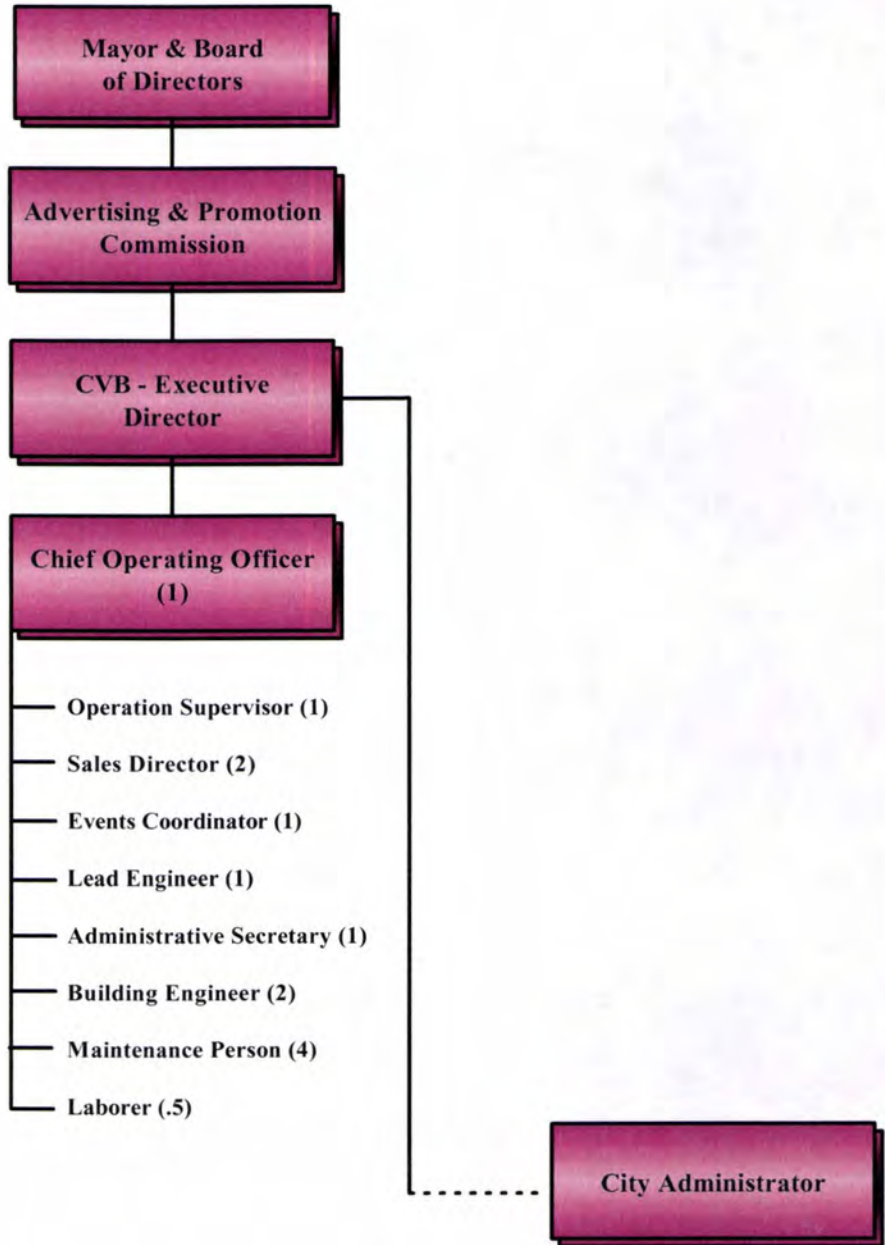 Mayor & Board
of Directors
Advertising & Promotion
Commission
CVB - Executive
Director
Chief Operating Officer
(1)
Operation Supervisor (1)
Sales Director (2)
Events Coordinator (1)
Lead Engineer (1)
Administrative Secretary (1)
Building Engineer (2)
Maintenance Person (4)
Laborer (.5)
City Administrator